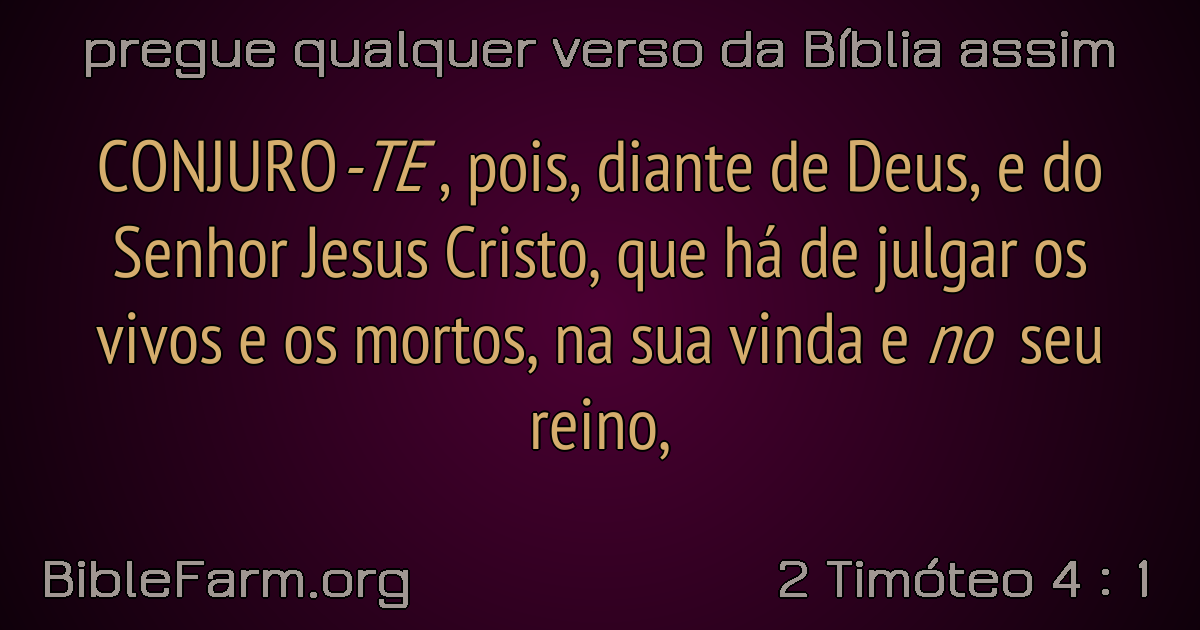 pregue qualquer verso da Bíblia assim
CONJURO-TE , pois, diante de Deus, e do
Senhor Jesus Cristo, que há de julgar os
vivos e os mortos, na sua vinda e no seu
reino,
BibleFarm.org
2 Timóteo 4 : 1